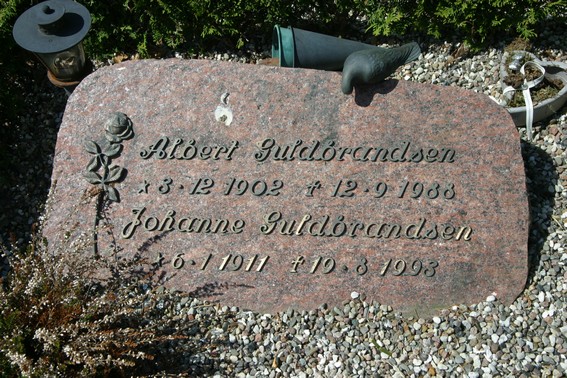 Albert Guldbrandsen
* 3 · 12 1902 † 12 · 9 1988
Johanne Guldbrandsen
* 6 · 1 1911 † 19 · 8 1993